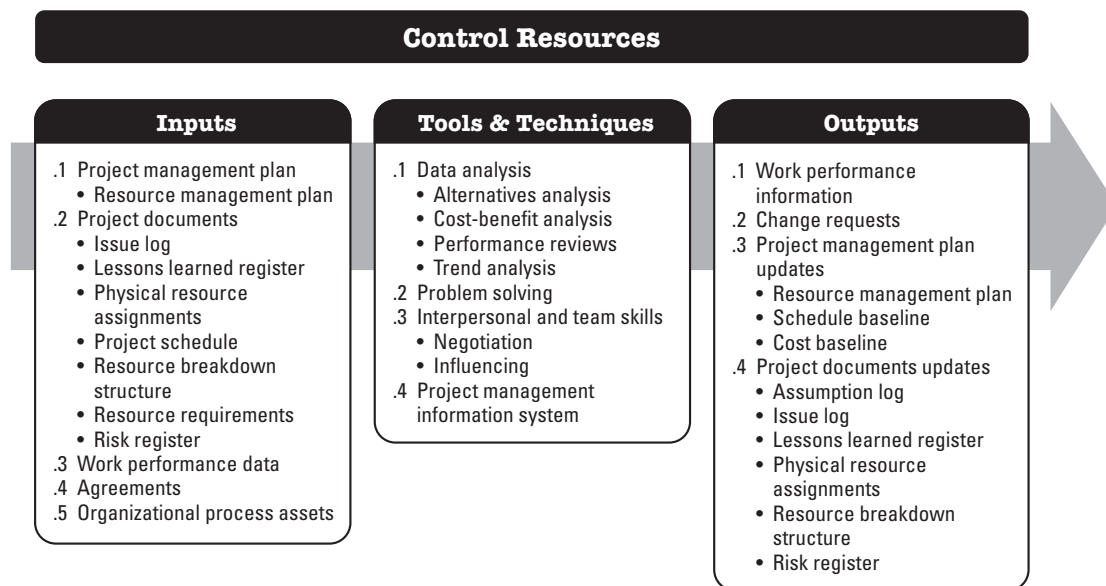 Control Resources
Inputs
.1 Project management plan
• Resource management plan
.2 Project documents
• Issue log
• Lessons learned register
• Physical resource
assignments
• Project schedule
• Resource breakdown
structure
• Resource requirements
• Risk register
.3 Work performance data
.4 Agreements
.5 Organizational process assets
Tools & Techniques
.1 Data analysis
• Alternatives analysis
• Cost-benefit analysis
• Performance reviews
• Trend analysis
.2 Problem solving
.3 Interpersonal and team skills
• Negotiation
• Influencing
.4 Project management
information system
Outputs
.1 Work performance
information
.2 Change requests
.3 Project management plan
updates
• Resource management plan
• Schedule baseline
• Cost baseline
.4 Project documents updates
• Assumption log
• Issue log
• Lessons learned register
• Physical resource
assignments
• Resource breakdown
structure
• Risk register